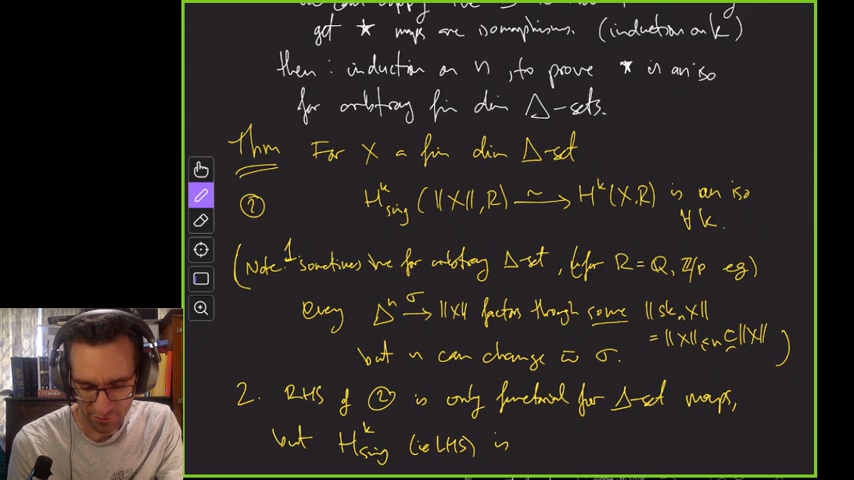 get ★ maps are isomorphisms. (induction on k)
then : induction on n, to prove ★ is an iso
for arbitrary fin dim Δ-sets.
Thm For X a fin dim Δ-set
② H^k_sing (||X||, R) →~ H^k(X, R) is an iso
∀ k.
(Note: 1 sometimes true for arbitrary Δ-set, (for R = Q, Z/p eg)
every Δ^n →σ ||X|| factors through some ||sk_n X||
= ||X||_≤n ⊆ ||X||
but n can change w σ. )
2. RHS of ② is only functorial for Δ-set maps,
but H^k_sing (ie LHS) is